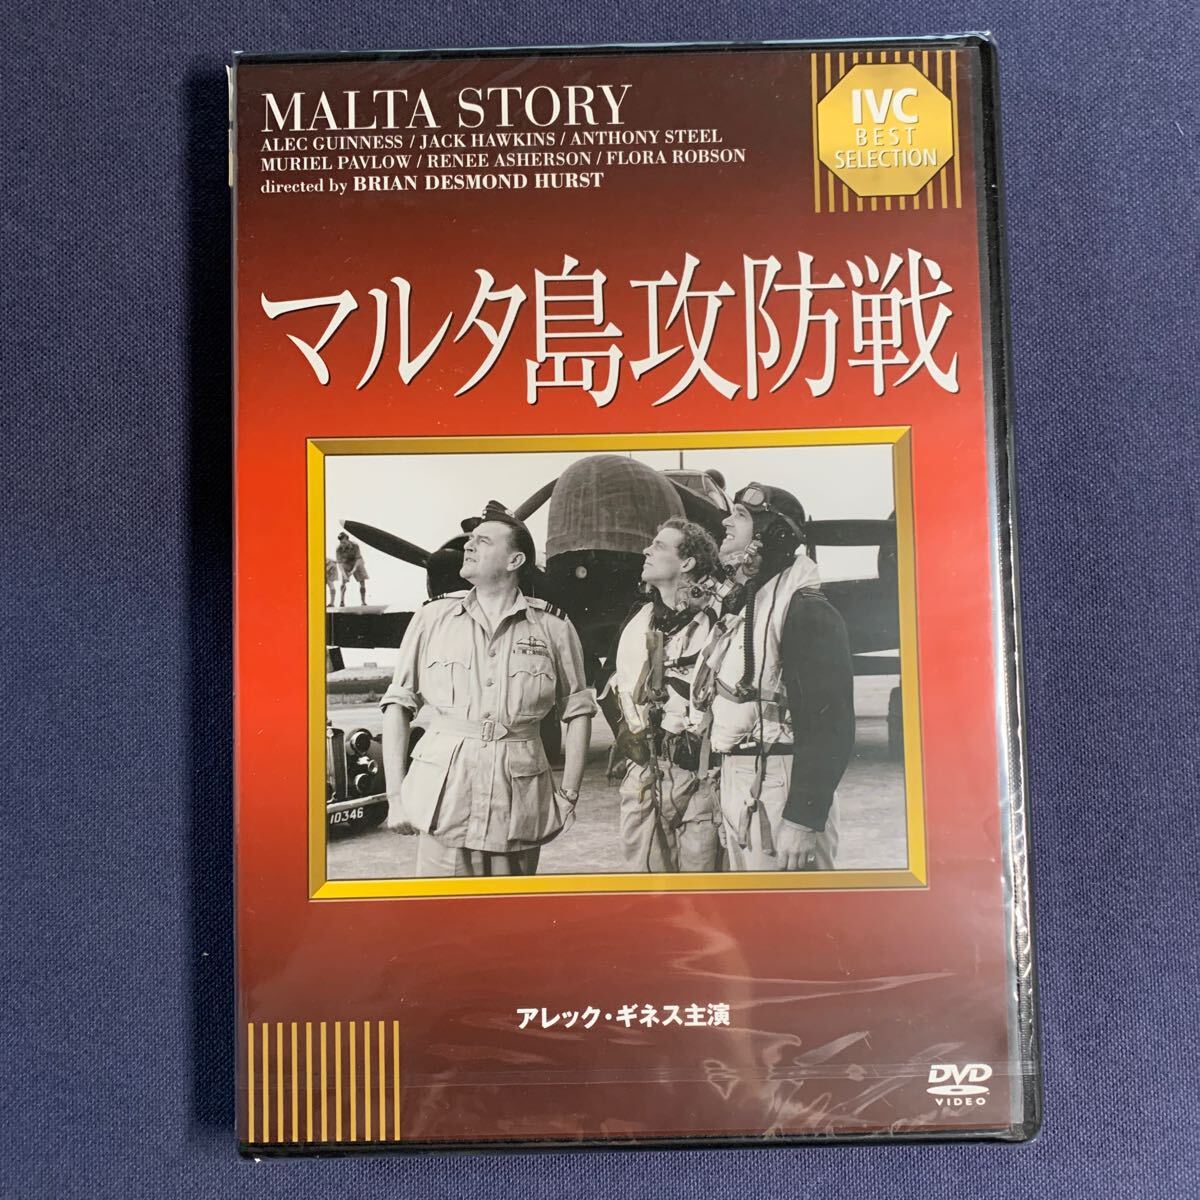 MALTA STORY
ALEC GUINNESS / JACK HAWKINS / ANTHONY STEEL
MURIEL PAVLOW / RENEE ASHERSON / FLORA ROBSON
directed by BRIAN DESMOND HURST
IVC
BEST
SELECTION
マルタ島攻防戦
10346
アレック・ギネス主演
DVD
VIDEO